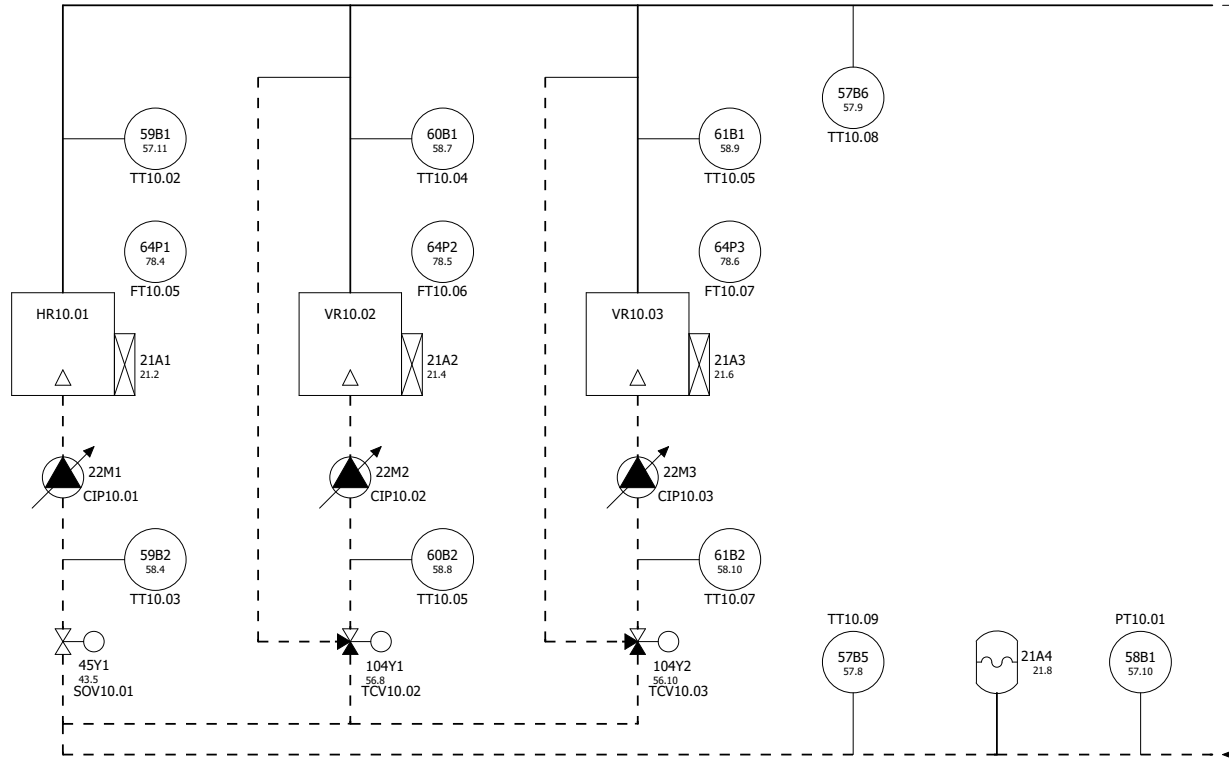 57B6
57.9
TT10.08
59B1
57.11
TT10.02
60B1
58.7
TT10.04
61B1
58.9
TT10.05
64P1
78.4
FT10.05
64P2
78.5
FT10.06
64P3
78.6
FT10.07
HR10.01
21A1
21.2
VR10.02
21A2
21.4
VR10.03
21A3
21.6
22M1
CIP10.01
22M2
CIP10.02
22M3
CIP10.03
59B2
58.4
TT10.03
60B2
58.8
TT10.05
61B2
58.10
TT10.07
45Y1
43.5
SOV10.01
104Y1
56.8
TCV10.02
104Y2
56.10
TCV10.03
TT10.09
57B5
57.8
21A4
21.8
PT10.01
58B1
57.10